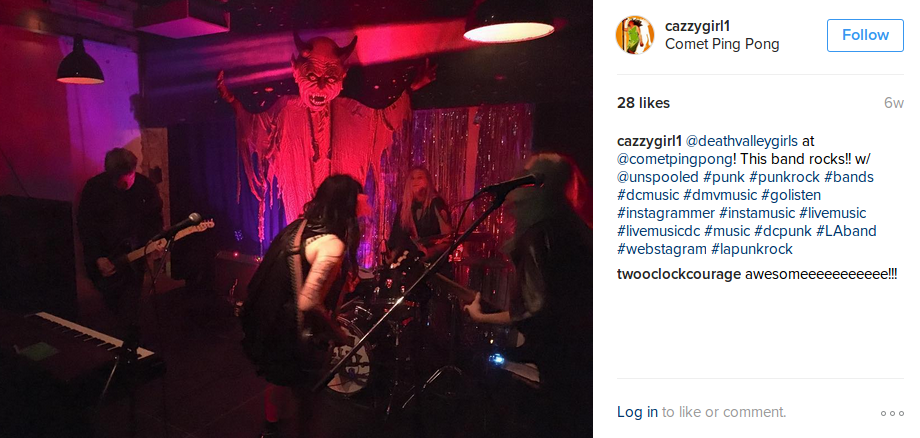 cazzygirl1
Comet Ping Pong
Follow
28 likes
6w
cazzygirl1 @deathvalleygirls at
@cometpingpong! This band rocks!! w/
@unspooled #punk #punkrock #bands
#dcmusic #dmvmusic #golisten
#instagrammer #instamusic #livemusic
#livemusicdc #music #dcpunk #LAband
#webstagram #lapunkrock
twooclockcourage awesomeeeeeeeeeee!!!
Log in to like or comment.